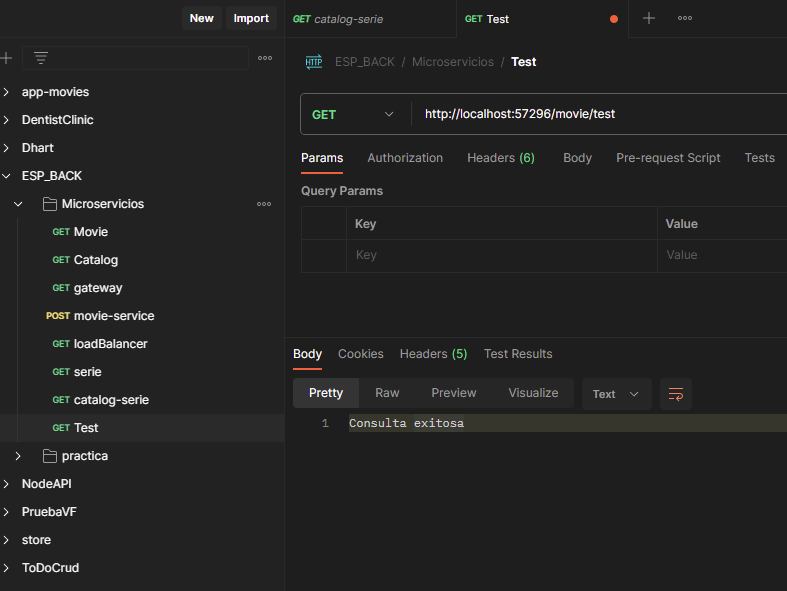 New Import
GET catalog-serie
GET Test
ESP_BACK / Microservicios / Test
HTTP
GET http://localhost:57296/movie/test
Params Authorization Headers (6) Body Pre-request Script Tests
Query Params
Key Value
Key Value
app-movies
DentistClinic
Dhart
ESP_BACK
Microservicios
GET Movie
GET Catalog
GET gateway
POST movie-service
GET loadBalancer
GET serie
GET catalog-serie
GET Test
practica
NodeAPI
PruebaVF
store
ToDoCrud
Body Cookies Headers (5) Test Results
Pretty Raw Preview Visualize Text
1 Consulta exitosa